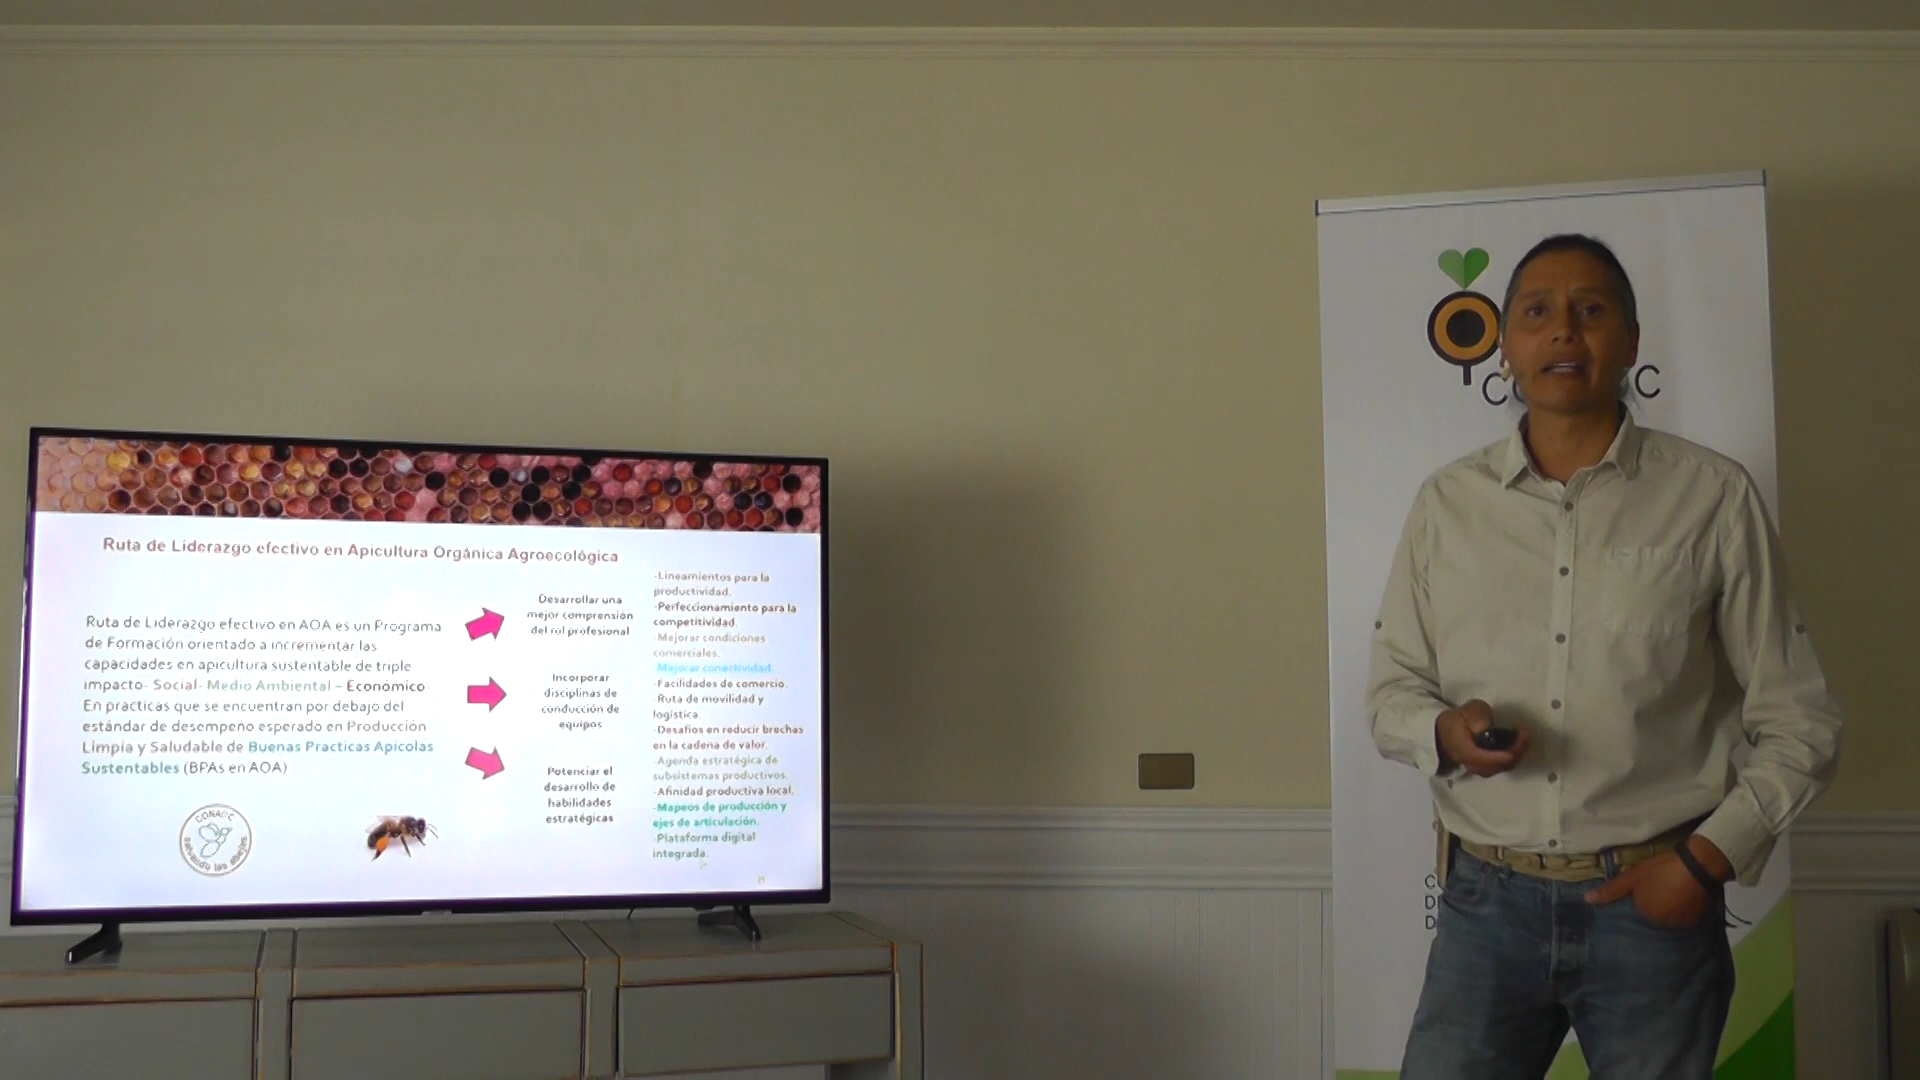 Ruta de Liderazgo efectivo en Apicultura Orgánica Agroecológica
Ruta de Liderazgo efectivo en AOA es un Programa
de Formación orientado a incrementar las
capacidades en apicultura sustentable de triple
impacto- Social- Medio Ambiental – Económico
En practicas que se encuentran por debajo del
estándar de desempeño esperado en Producción
Limpia y Saludable de Buenas Practicas Apicolas
Sustentables (BPAs en AOA)
CONAOC
salvando las abejas
Desarrollar una
mejor comprensión
del rol profesional
Incorporar
disciplinas de
conducción de
equipos
Potenciar el
desarrollo de
habilidades
estratégicas
-Lineamientos para la
productividad.
-Perfeccionamiento para la
competitividad.
-Mejorar condiciones
comerciales.
-Mejorar conectividad.
-Facilidades de comercio.
-Ruta de movilidad y
logística.
-Desafios en reducir brechas
en la cadena de valor.
-Agenda estratégica de
subsistemas productivos.
-Afinidad productiva local.
-Mapeos de producción y
ejes de articulación.
-Plataforma digital
integrada.